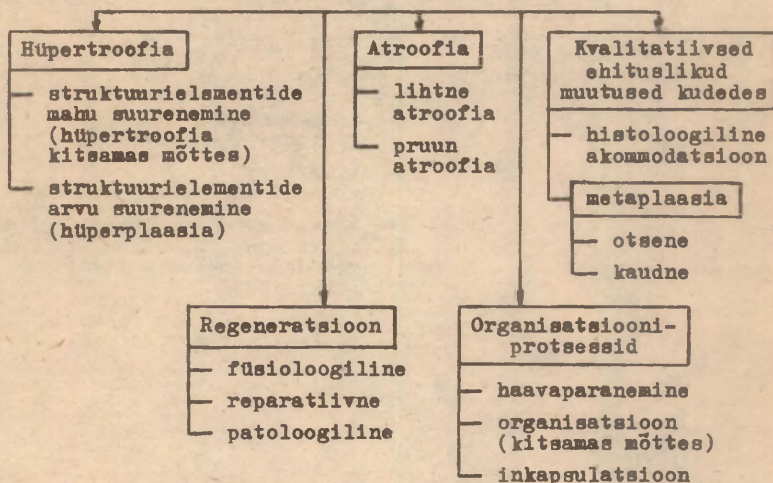 Hüpertroofia
struktuurielementide
mahu suurenemine
(hüpertroofia
kitsamas mõttes)
struktuurielementide
arvu suurenemine
(hüperplaasia)
Atroofia
lihtne
atroofia
pruun
atroofia
Kvalitatiivsed
ehituslikud
muutused kudedes
histoloogiline
akommodatsioon
metaplaasia
otsene
kaudne
Regeneratsioon
füsioloogiline
reparatiivne
patoloogiline
Organisatsiooni-
protsessid
haavaparanemine
organisatsioon
(kitsamas mõttes)
inkapsulatsioon